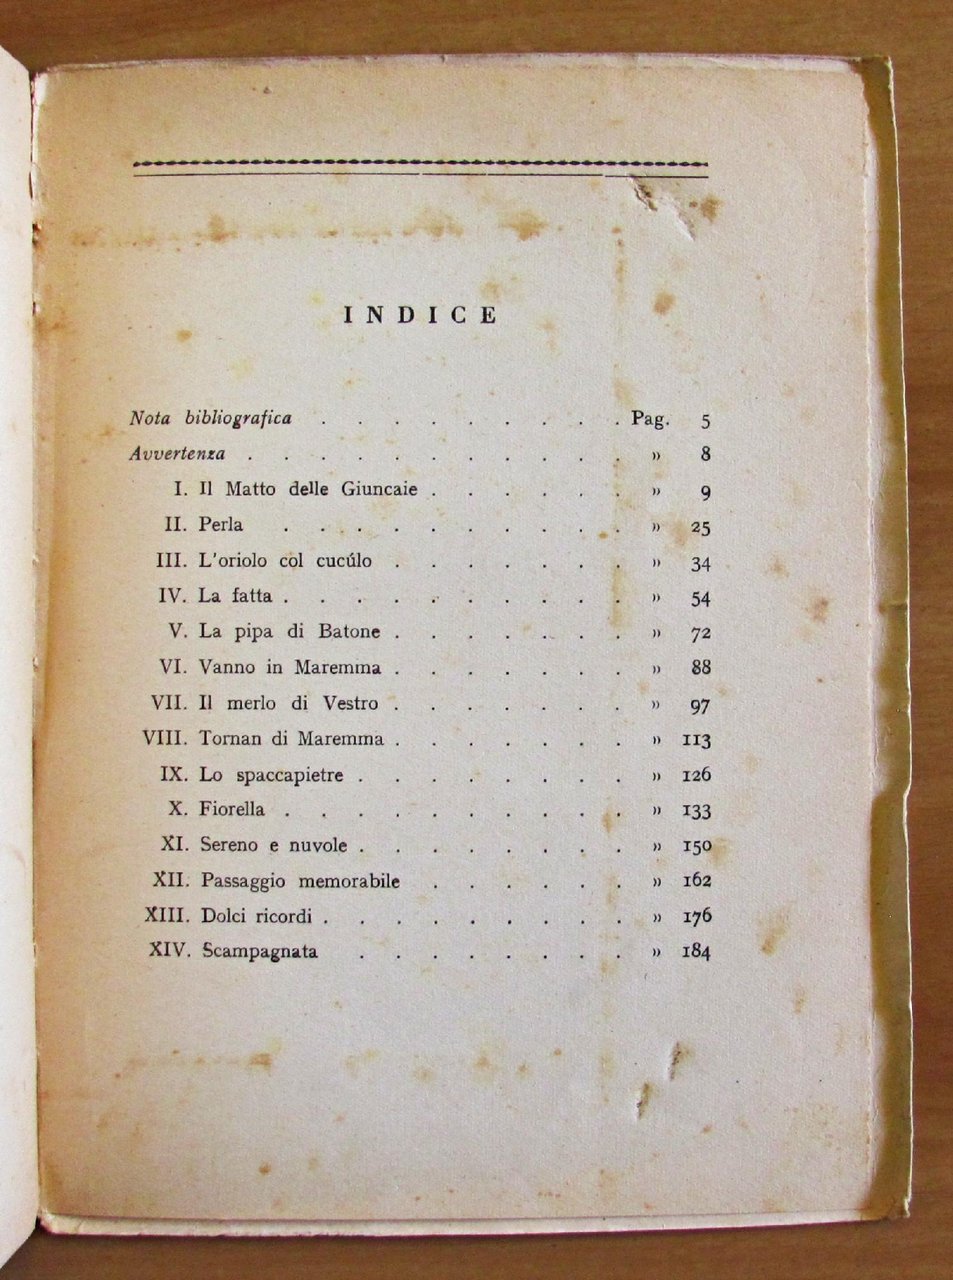 INDICE
Nota bibliografica . . . . . . . . . Pag. 5
Avvertenza . . . . . . . . . . . » 8
I. Il Matto delle Giuncaie . . . . . . » 9
II. Perla . . . . . . . . . . » 25
III. L'oriolo col cucúlo . . . . . . . » 34
IV. La fatta . . . . . . . . . . » 54
V. La pipa di Batone . . . . . . . » 72
VI. Vanno in Maremma . . . . . . . » 88
VII. Il merlo di Vestro . . . . . . . » 97
VIII. Tornan di Maremma . . . . . . . » 113
IX. Lo spaccapietre . . . . . . . . » 126
X. Fiorella . . . . . . . . . . » 133
XI. Sereno e nuvole . . . . . . . . » 150
XII. Passaggio memorabile . . . . . . » 162
XIII. Dolci ricordi . . . . . . . . . » 176
XIV. Scampagnata . . . . . . . . » 184